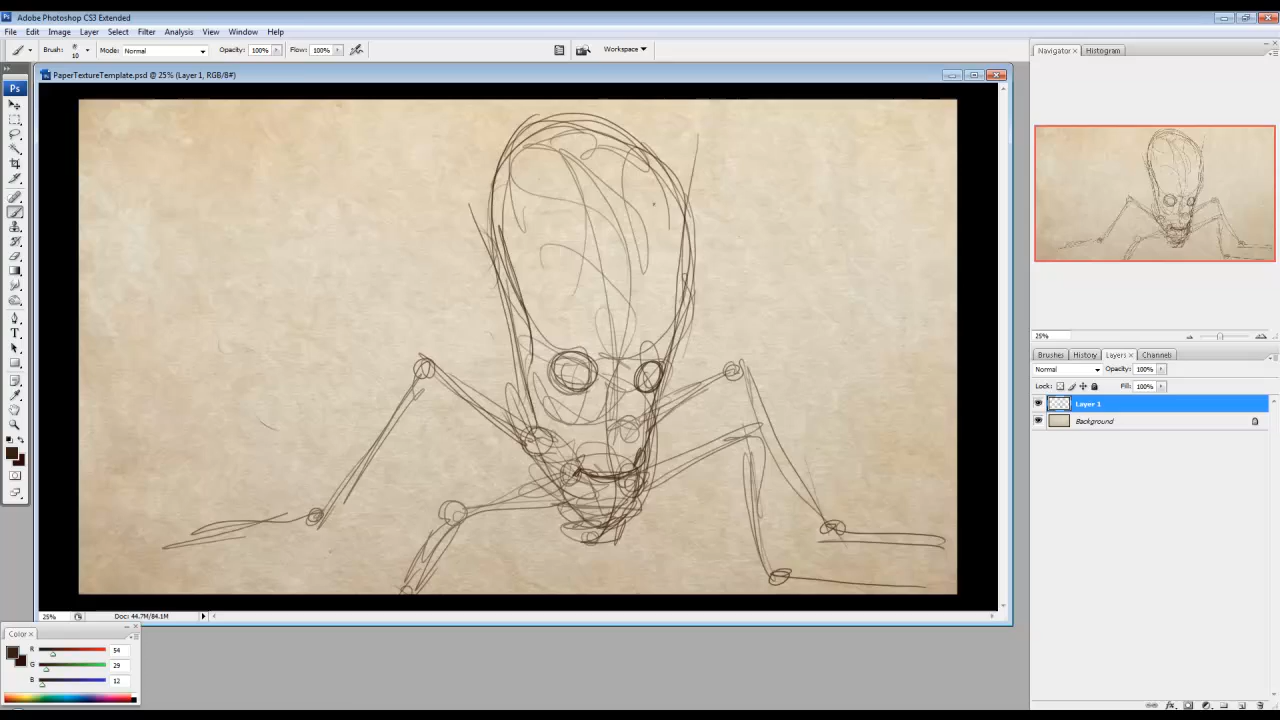 Adobe Photoshop CS3 Extended
File Edit Image Layer Select Filter Analysis View Window Help
Brush: 10 Mode: Normal Opacity: 100% Flow: 100% Workspace
PaperTextureTemplate.psd @ 25% (Layer 1, RGB/8#)
Ps
T
25% Doc: 44.7M/84.1M
Color
R 54
G 29
B 12
Navigator Histogram
25%
Brushes History Layers Channels
Normal Opacity: 100%
Lock: Fill: 100%
Layer 1
Background